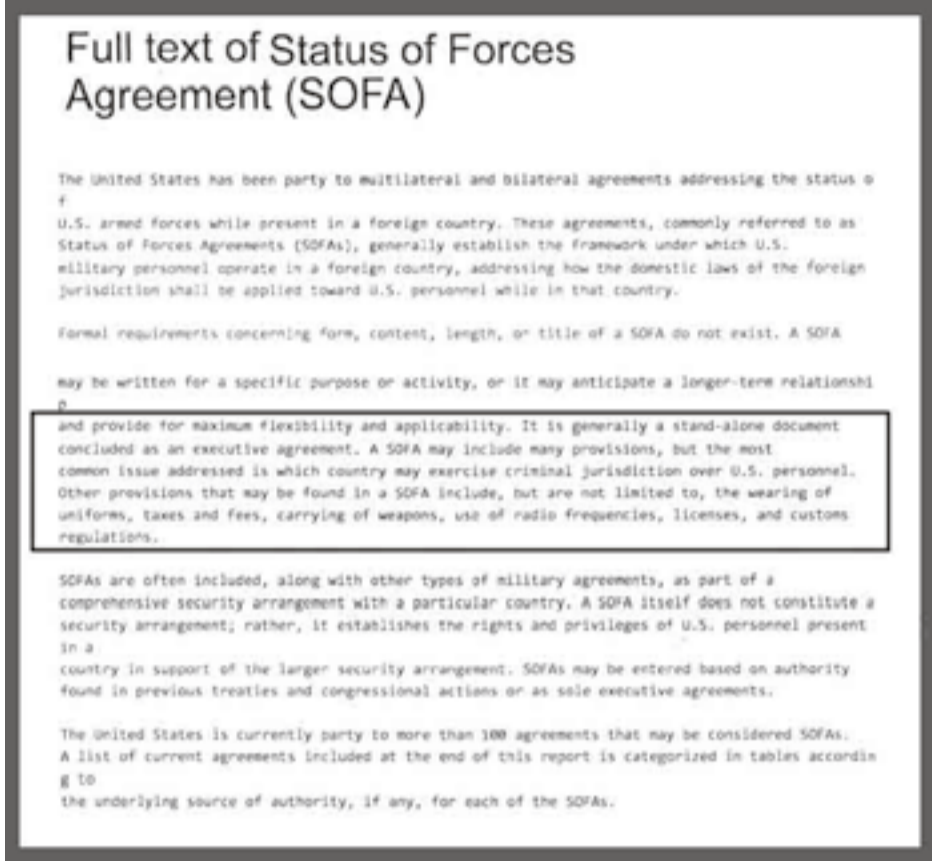 Full text of Status of Forces
Agreement (SOFA)
The United States has been party to multilateral and bilateral agreements addressing the status o
f
U.S. armed forces while present in a foreign country. These agreements, commonly referred to as
Status of Forces Agreements (SOFAs), generally establish the framework under which U.S.
military personnel operate in a foreign country, addressing how the domestic laws of the foreign
jurisdiction shall be applied toward U.S. personnel while in that country.
Formal requirements concerning form, content, length, or title of a SOFA do not exist. A SOFA
may be written for a specific purpose or activity, or it may anticipate a longer-term relationshi
p
and provide for maximum flexibility and applicability. It is generally a stand-alone document
concluded as an executive agreement. A SOFA may include many provisions, but the most
common issue addressed is which country may exercise criminal jurisdiction over U.S. personnel.
Other provisions that may be found in a SOFA include, but are not limited to, the wearing of
uniforms, taxes and fees, carrying of weapons, use of radio frequencies, licenses, and customs
regulations.
SOFAs are often included, along with other types of military agreements, as part of a
comprehensive security arrangement with a particular country. A SOFA itself does not constitute a
security arrangement; rather, it establishes the rights and privileges of U.S. personnel present
in a
country in support of the larger security arrangement. SOFAs may be entered based on authority
found in previous treaties and congressional actions or as sole executive agreements.
The United States is currently party to more than 100 agreements that may be considered SOFAs.
A list of current agreements included at the end of this report is categorized in tables accordin
g to
the underlying source of authority, if any, for each of the SOFAs.